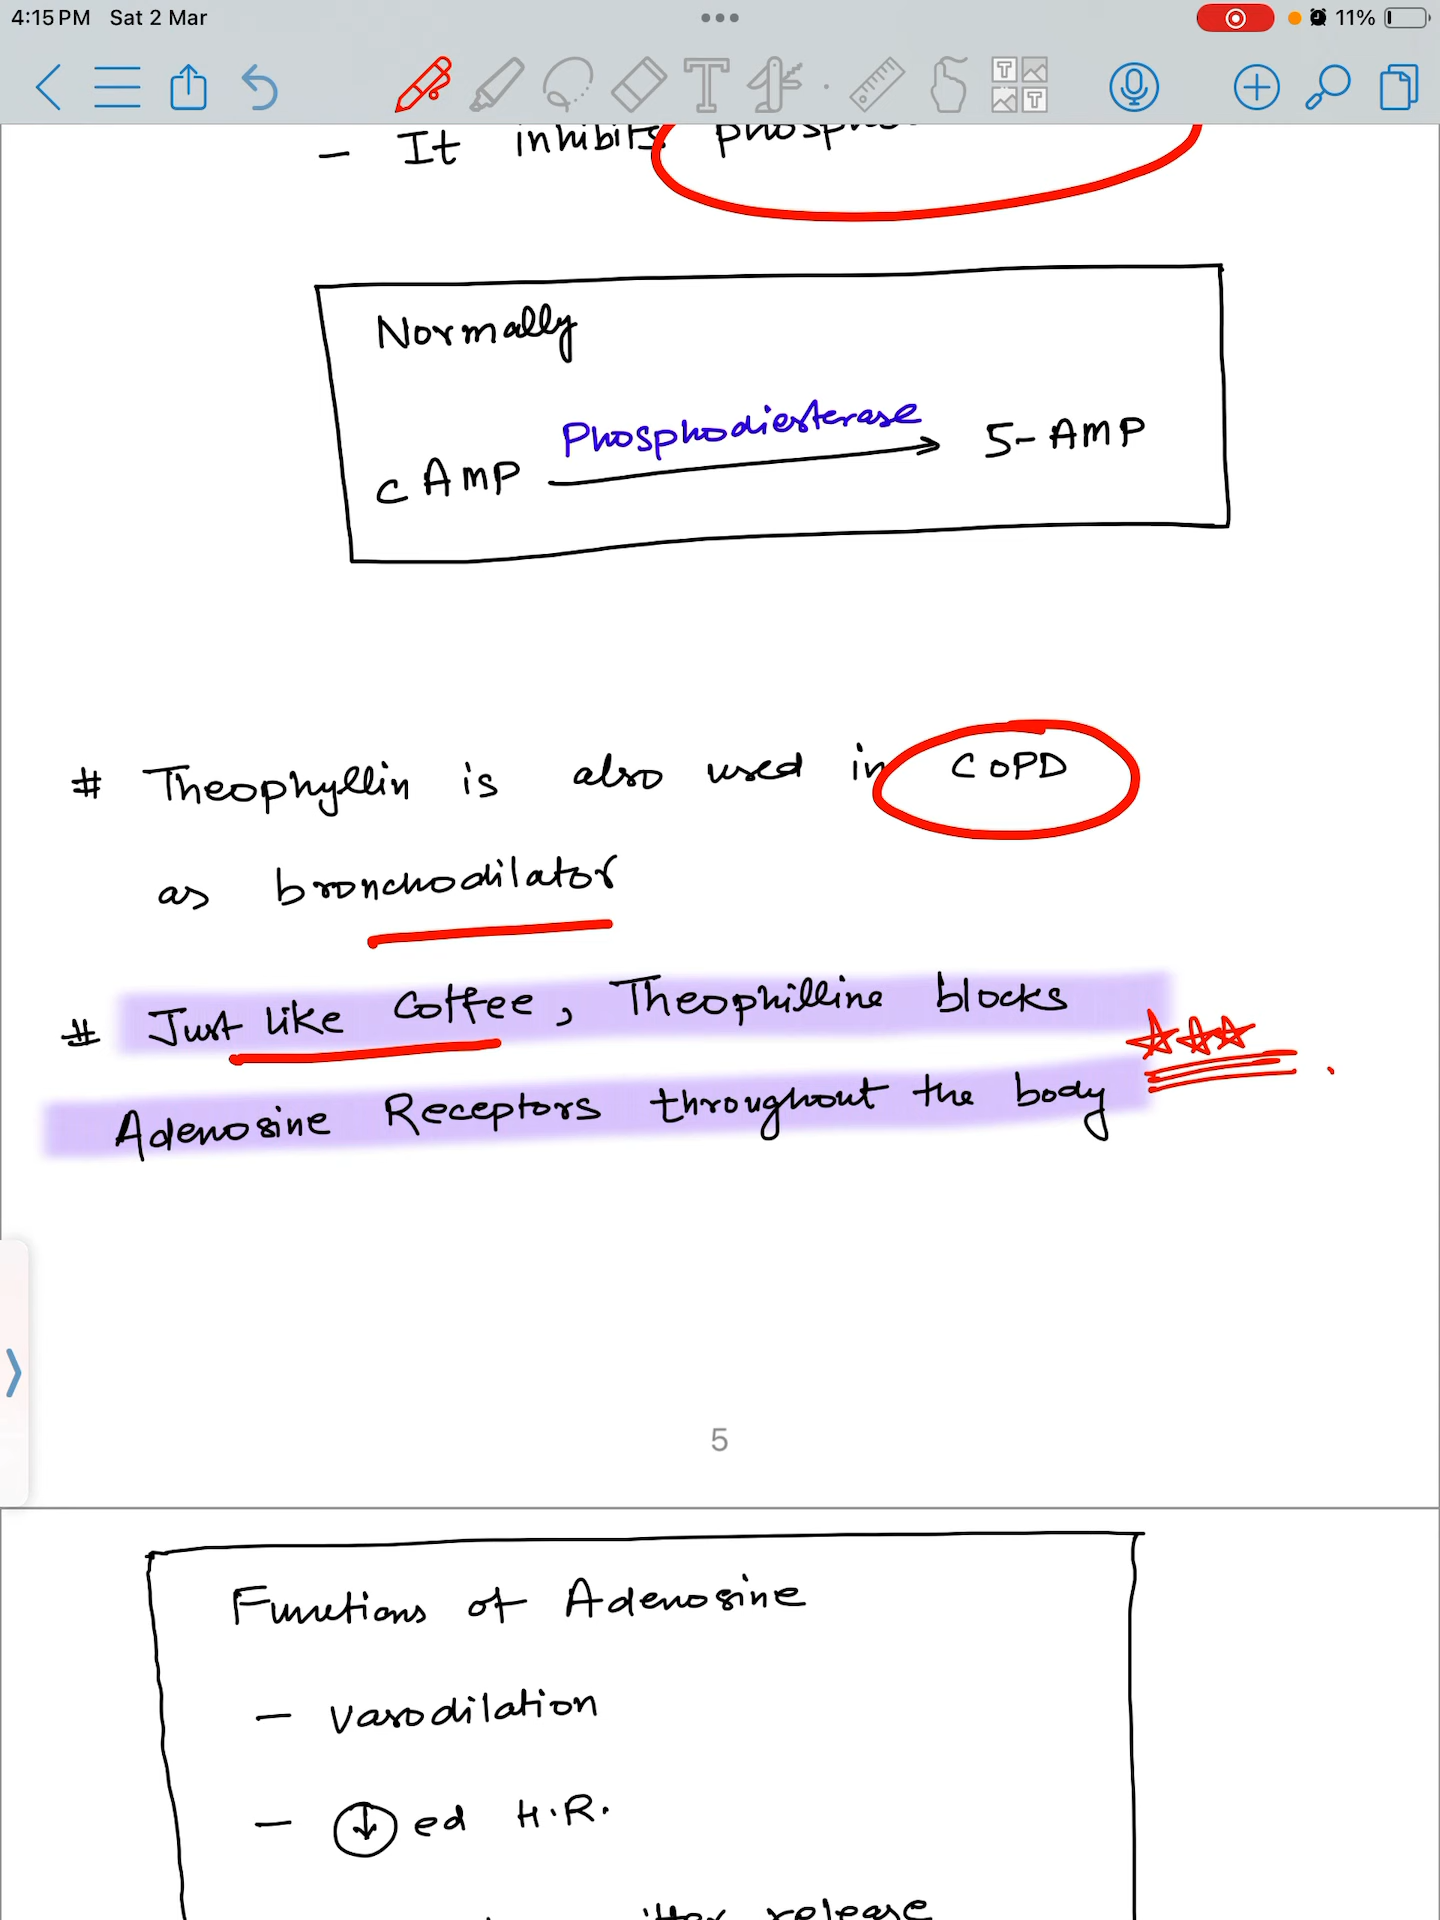 4:15 PM Sat 2 Mar
11%
- It inhibits
Normally
cAMP Phosphodiesterase → 5-AMP
# Theophyllin is also used in COPD
as bronchodilator
# Just like Coffee, Theophilline blocks
Adenosine Receptors throughout the body
5
Functions of Adenosine
- vasodilation
- ↓ed H.R.
release